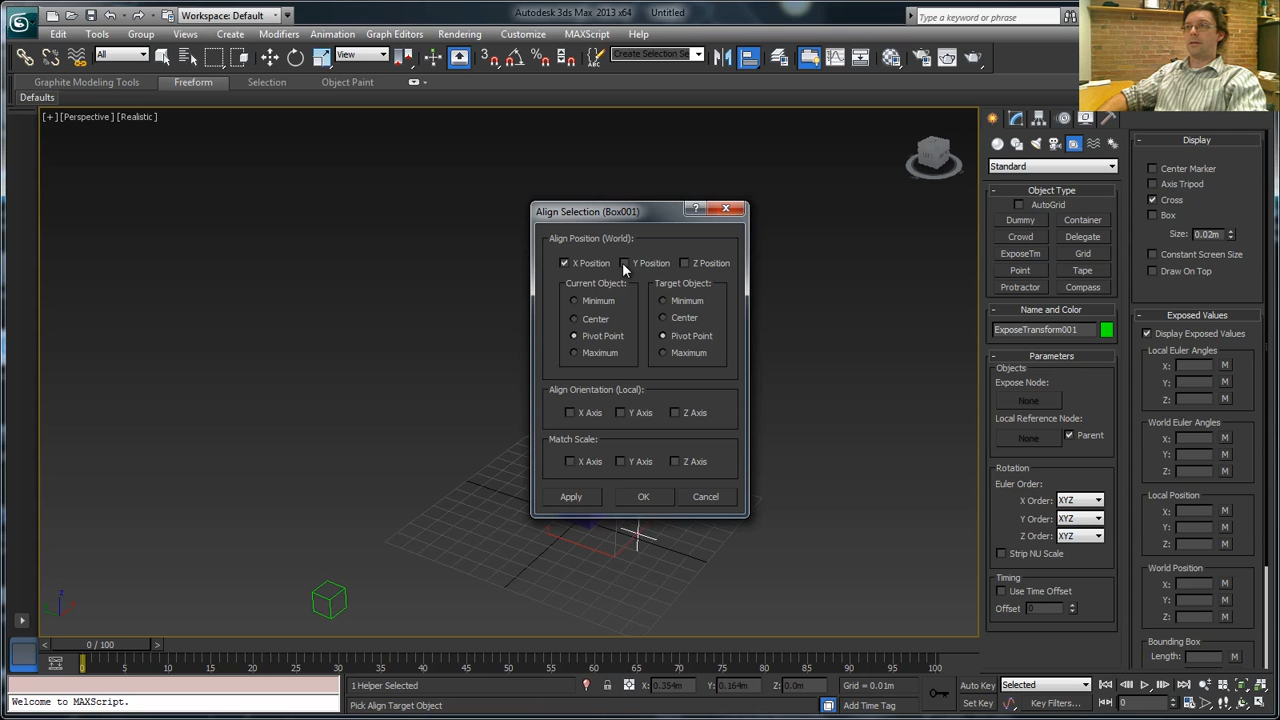 Workspace: Default
Autodesk 3ds Max 2013 x64 Untitled
Type a keyword or phrase
Edit Tools Group Views Create Modifiers Animation Graph Editors Rendering Customize MAXScript Help
All
View
Create Selection Se
Graphite Modeling Tools Freeform Selection Object Paint
Defaults
[+] [Perspective] [Realistic]
Align Selection (Box001)
Align Position (World):
X Position Y Position Z Position
Current Object: Target Object:
Minimum Minimum
Center Center
Pivot Point Pivot Point
Maximum Maximum
Align Orientation (Local):
X Axis Y Axis Z Axis
Match Scale:
X Axis Y Axis Z Axis
Apply OK Cancel
Standard
- Object Type
AutoGrid
Dummy Container
Crowd Delegate
ExposeTm Grid
Point Tape
Protractor Compass
- Name and Color
ExposeTransform001
- Parameters
Objects
Expose Node:
None
Local Reference Node:
None Parent
Rotation
Euler Order:
X Order: XYZ
Y Order: XYZ
Z Order: XYZ
Strip NU Scale
Timing
Use Time Offset
Offset 0
- Display
Center Marker
Axis Tripod
Cross
Box
Size: 0.02m
Constant Screen Size
Draw On Top
- Exposed Values
Display Exposed Values
Local Euler Angles
X: M
Y: M
Z: M
World Euler Angles
X: M
Y: M
Z: M
Local Position
X: M
Y: M
Z: M
World Position
X: M
Y: M
Z: M
Bounding Box
Length: M
z
< 0 / 100 >
0 5 10 15 20 25 30 35 40 45 50 55 60 65 70 75 80 85 90 95 100
1 Helper Selected X: 0.354m Y: 0.164m Z: 0.0m Grid = 0.01m Auto Key Selected
Welcome to MAXScript. Pick Align Target Object Add Time Tag Set Key Key Filters... 0